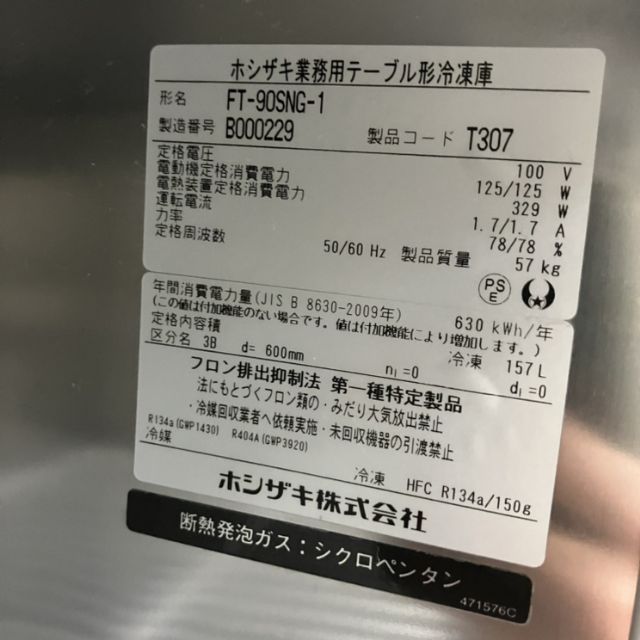 ホシザキ業務用テーブル形冷凍庫
形名 FT-90SNG-1
製造番号 B000229 製品コード T307
定格電圧 100 V
電動機定格消費電力 125/125 W
電熱装置定格消費電力 329 W
運転電流 1.7/1.7 A
力率 78/78 %
定格周波数 50/60 Hz 製品質量 57 kg
PS
E
年間消費電力量(JIS B 8630-2009年) 630 kWh/年
(この値は付加機能のない場合です。値は付加機能により増加します。)
定格内容積 冷凍 157 L
区分名 3B d= 600mm n₁=0 d₁=0
フロン排出抑制法 第一種特定製品
法にもとづくフロン類の・みだり大気放出禁止
・冷媒回収業者へ依頼実施・未回収機器の引渡禁止
R134a(GWP1430) R404A(GWP3920)
冷媒 冷凍 HFC R134a/150g
ホシザキ株式会社
断熱発泡ガス：シクロペンタン
471576C